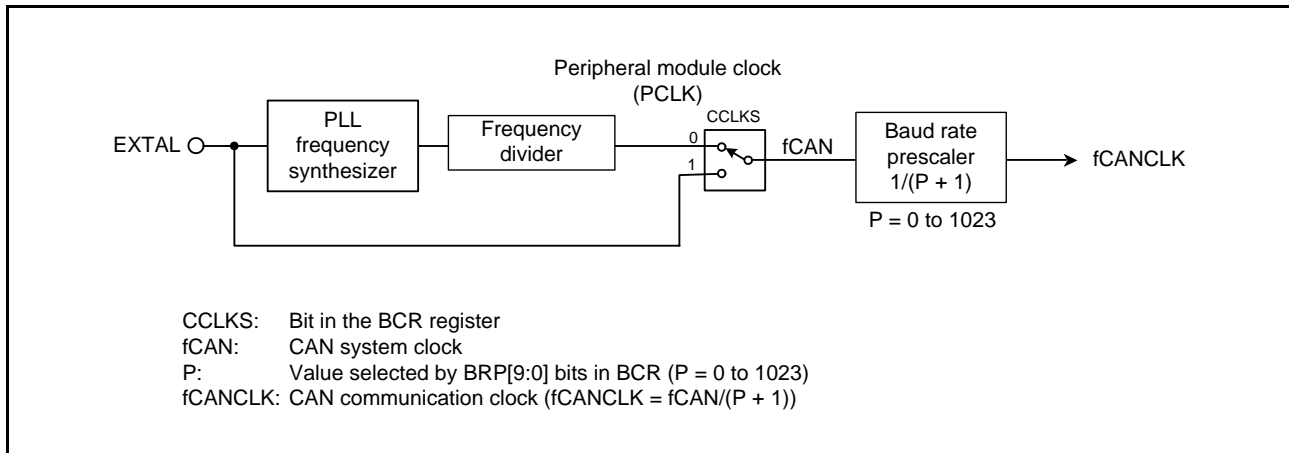 Peripheral module clock
(PCLK)
EXTAL
PLL
frequency
synthesizer
Frequency
divider
CCLKS
0
1
fCAN
Baud rate
prescaler
1/(P + 1)
P = 0 to 1023
fCANCLK
CCLKS: Bit in the BCR register
fCAN: CAN system clock
P: Value selected by BRP[9:0] bits in BCR (P = 0 to 1023)
fCANCLK: CAN communication clock (fCANCLK = fCAN/(P + 1))